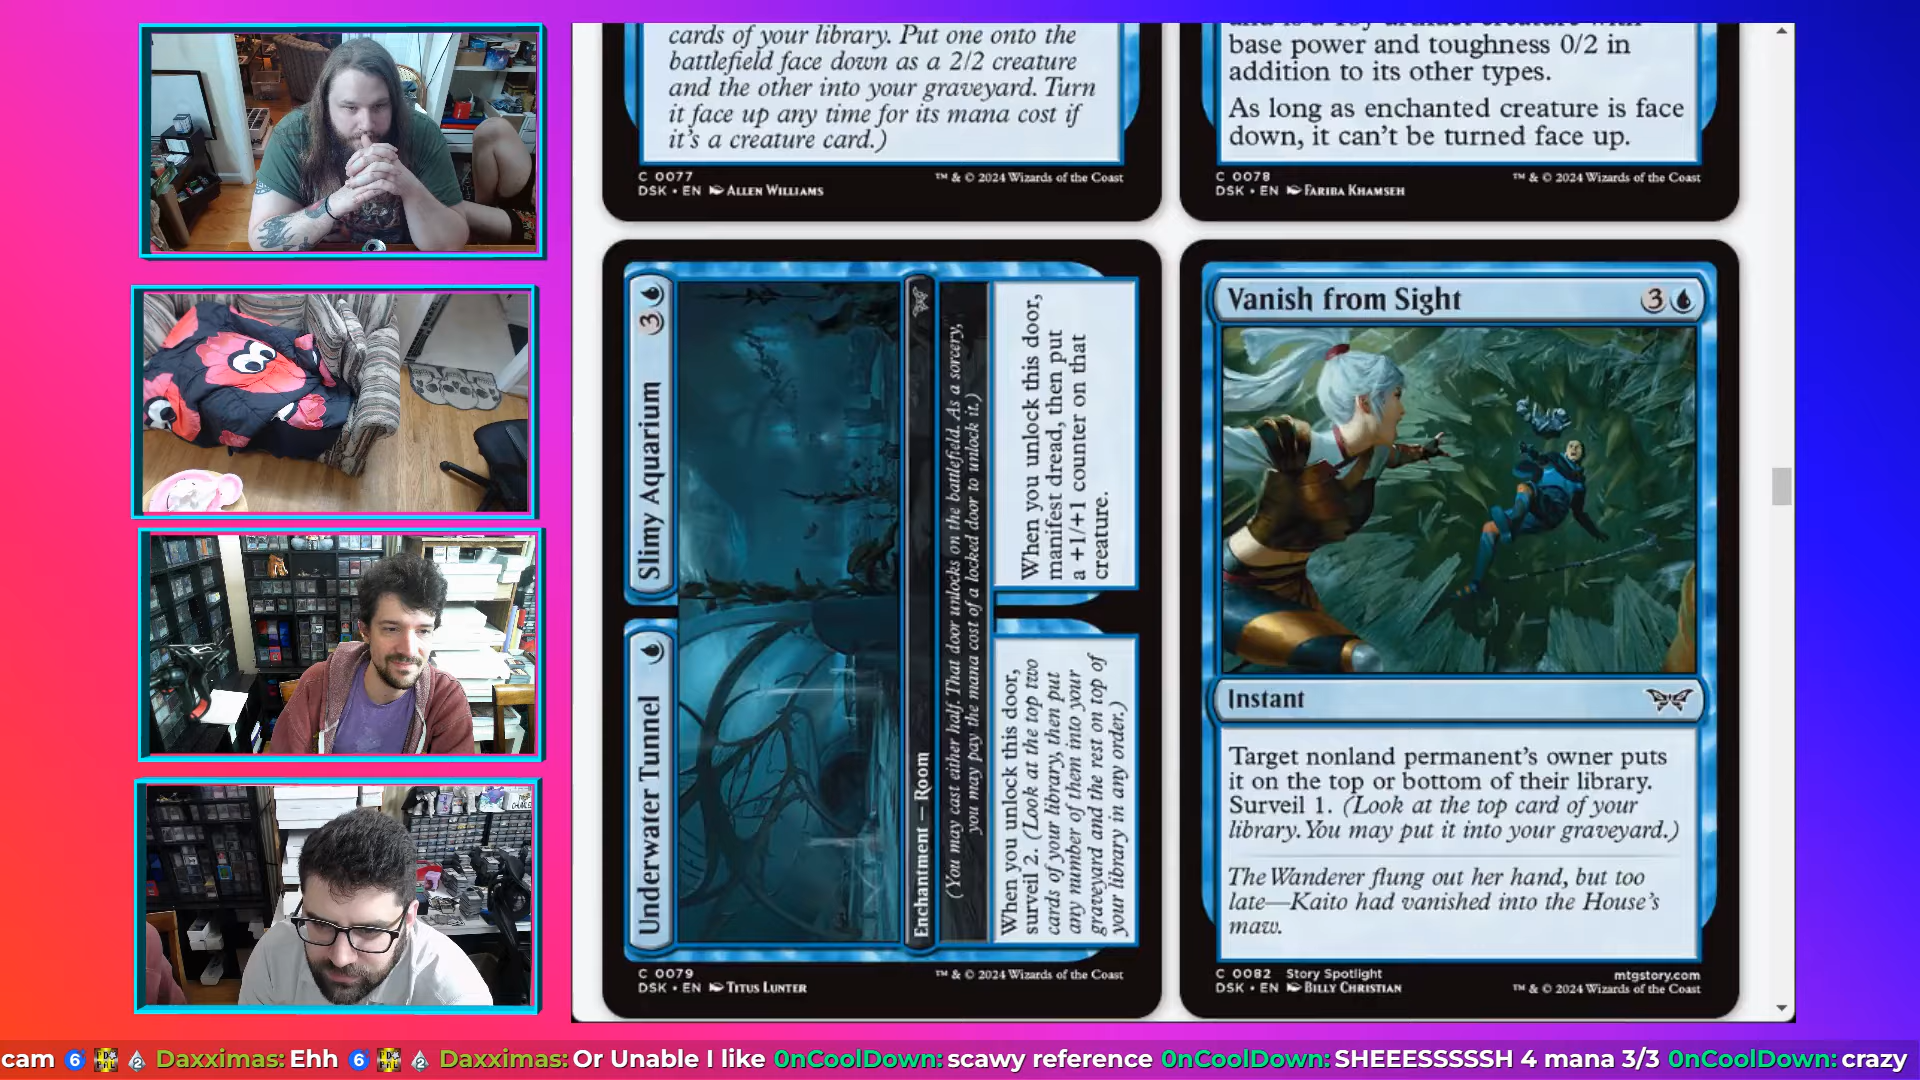 cards of your library. Put one onto the
battlefield face down as a 2/2 creature
and the other into your graveyard. Turn
it face up any time for its mana cost if
it's a creature card.)
C 0077
DSK • EN ALLEN WILLIAMS
™ & © 2024 Wizards of the Coast
and is a Toy artifact creature with
base power and toughness 0/2 in
addition to its other types.
As long as enchanted creature is face
down, it can't be turned face up.
C 0078
DSK • EN FARIBA KHAMSEH
™ & © 2024 Wizards of the Coast
Underwater Tunnel
Enchantment – Room
(You may cast either half. That door unlocks on the battlefield. As a sorcery,
you may pay the mana cost of a locked door to unlock it.)
When you unlock this door,
surveil 2. (Look at the top two
cards of your library, then put
any number of them into your
graveyard and the rest on top of
your library in any order.)
Slimy Aquarium 3
When you unlock this door,
manifest dread, then put
a +1/+1 counter on that
creature.
C 0079
DSK • EN TITUS LUNTER
™ & © 2024 Wizards of the Coast
Vanish from Sight 3
Instant
Target nonland permanent's owner puts
it on the top or bottom of their library.
Surveil 1. (Look at the top card of your
library. You may put it into your graveyard.)
The Wanderer flung out her hand, but too
late—Kaito had vanished into the House's
maw.
C 0082 Story Spotlight
DSK • EN BILLY CHRISTIAN
mtgstory.com
™ & © 2024 Wizards of the Coast
cam 6 2 Daxximas: Ehh 6 2 Daxximas: Or Unable I like 0nCoolDown: scawy reference 0nCoolDown: SHEEESSSSSH 4 mana 3/3 0nCoolDown: crazy